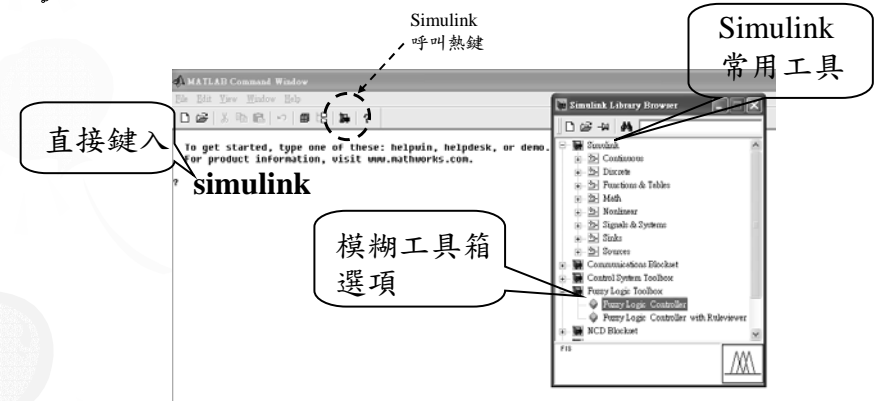 Simulink
呼叫熱鍵
Simulink
常用工具
MATLAB Command Window
File Edit View Window Help
直接鍵入
To get started, type one of these: helpwin, helpdesk, or demo.
For product information, visit www.mathworks.com.
? simulink
模糊工具箱
選項
Simulink Library Browser
Simulink
Continuous
Discrete
Functions & Tables
Math
Nonlinear
Signals & Systems
Sinks
Sources
Communications Blockset
Control System Toolbox
Fuzzy Logic Toolbox
Fuzzy Logic Controller
Fuzzy Logic Controller with Ruleviewer
NCD Blockset
FIS